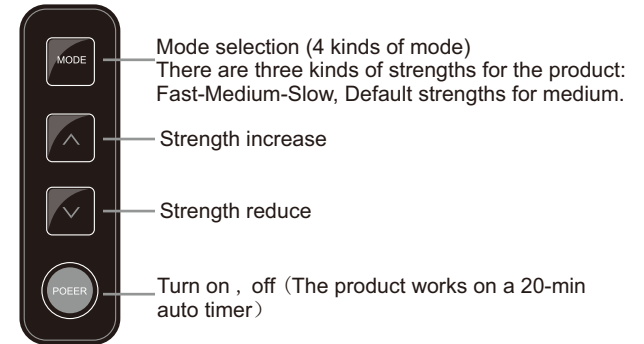 MODE
Mode selection (4 kinds of mode)
There are three kinds of strengths for the product:
Fast-Medium-Slow, Default strengths for medium.
Strength increase
Strength reduce
POEER
Turn on , off（The product works on a 20-min
auto timer）